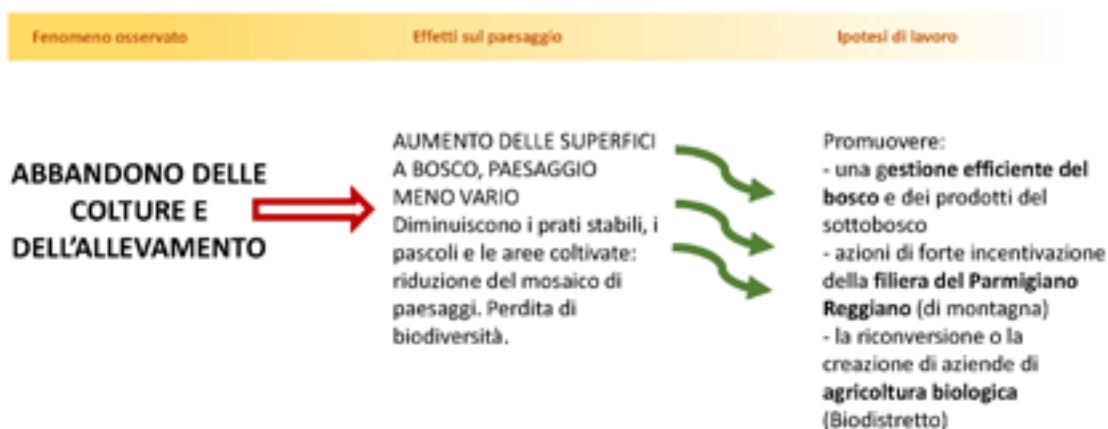 Fenomeno osservato
Effetti sul paesaggio
Ipotesi di lavoro
ABBANDONO DELLE
COLTURE E
DELL'ALLEVAMENTO
AUMENTO DELLE SUPERFICI
A BOSCO, PAESAGGIO
MENO VARIO
Diminuiscono i prati stabili, i
pascoli e le aree coltivate:
riduzione del mosaico di
paesaggi. Perdita di
biodiversità.
Promuovere:
- una gestione efficiente del
bosco e dei prodotti del
sottobosco
- azioni di forte incentivazione
della filiera del Parmigiano
Reggiano (di montagna)
- la riconversione o la
creazione di aziende di
agricoltura biologica
(Biodistretto)